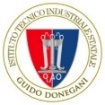 ISTITUTO TECNICO INDUSTRIALE STATALE
GUIDO DONEGANI